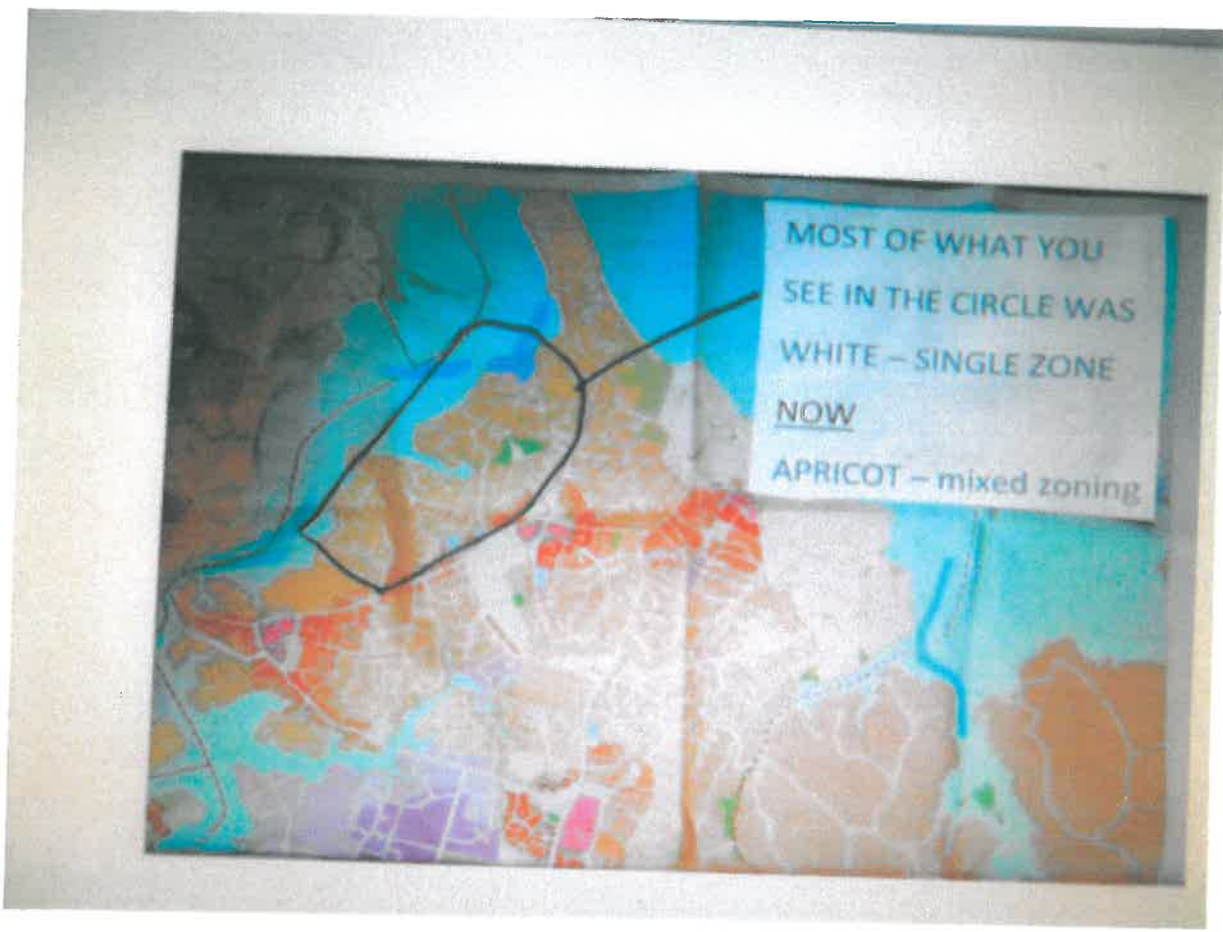 MOST OF WHAT YOU
SEE IN THE CIRCLE WAS
WHITE – SINGLE ZONE
NOW
APRICOT – mixed zoning